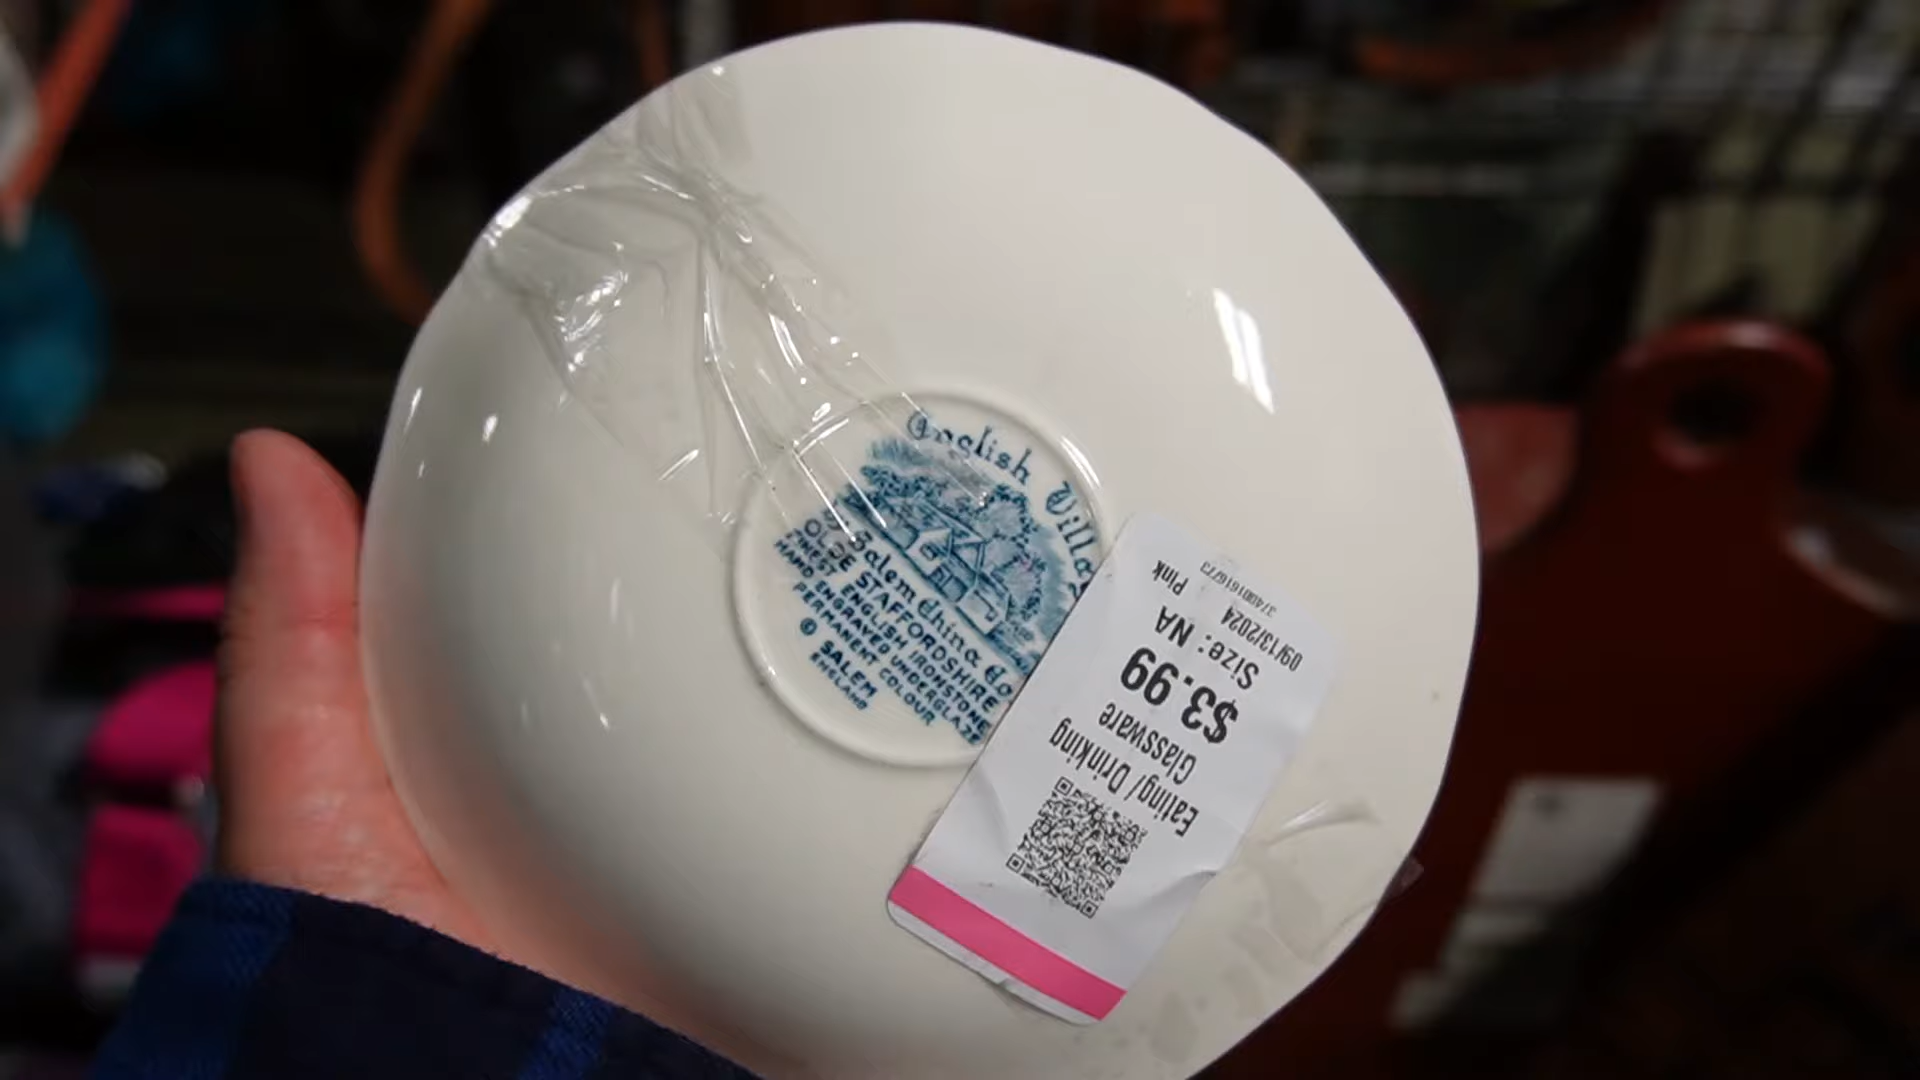 English Villa
Salem China Co
OLDE STAFFORDSHIRE
FINEST ENGLISH IRONSTONE
HAND ENGRAVED UNDERGLAZE
PERMANENT COLOUR
© SALEM
ENGLAND
Eating/ Drinking
Glassware
$3.99
Size: NA
09/13/2024
Pink